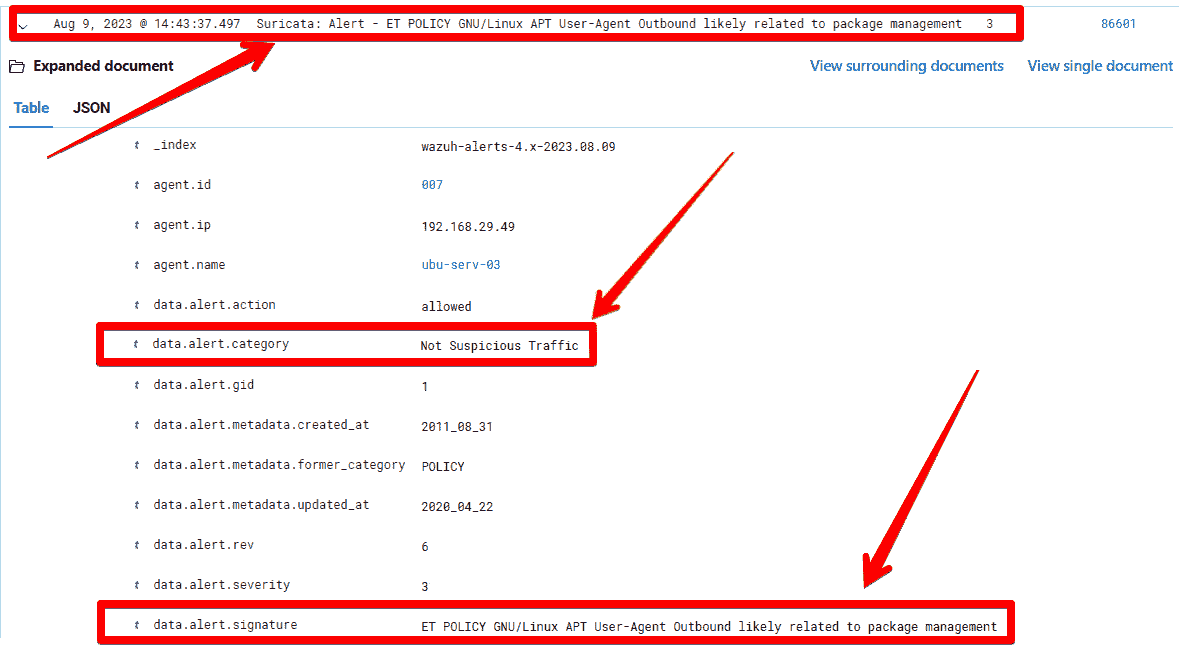 Aug 9, 2023 @ 14:43:37.497 Suricata: Alert - ET POLICY GNU/Linux APT User-Agent Outbound likely related to package management 3 86601
Expanded document View surrounding documents View single document
Table JSON
t _index wazuh-alerts-4.x-2023.08.09
t agent.id 007
t agent.ip 192.168.29.49
t agent.name ubu-serv-03
t data.alert.action allowed
t data.alert.category Not Suspicious Traffic
t data.alert.gid 1
t data.alert.metadata.created_at 2011_08_31
t data.alert.metadata.former_category POLICY
t data.alert.metadata.updated_at 2020_04_22
t data.alert.rev 6
t data.alert.severity 3
t data.alert.signature ET POLICY GNU/Linux APT User-Agent Outbound likely related to package management